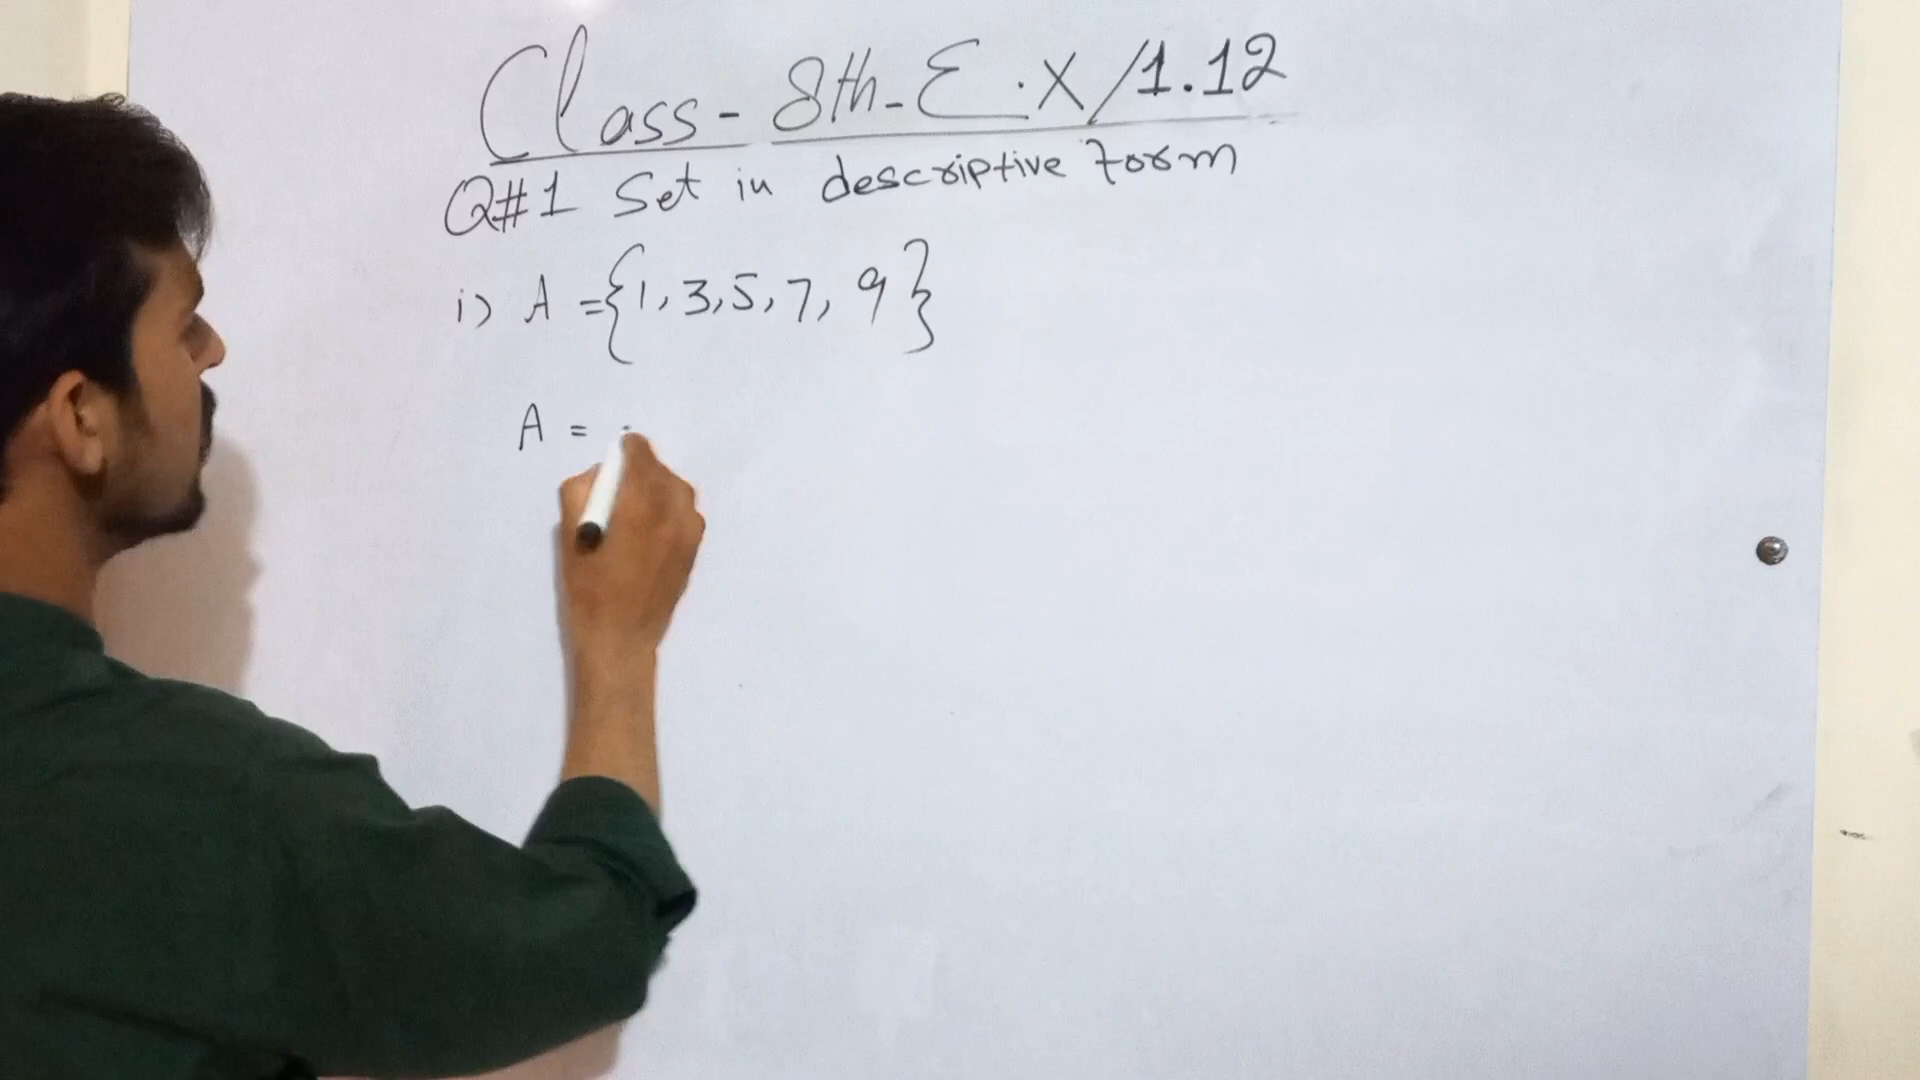 Class - 8th - E.X/1.12
Q#1 Set in descriptive form
i) A = {1, 3, 5, 7, 9}
A =